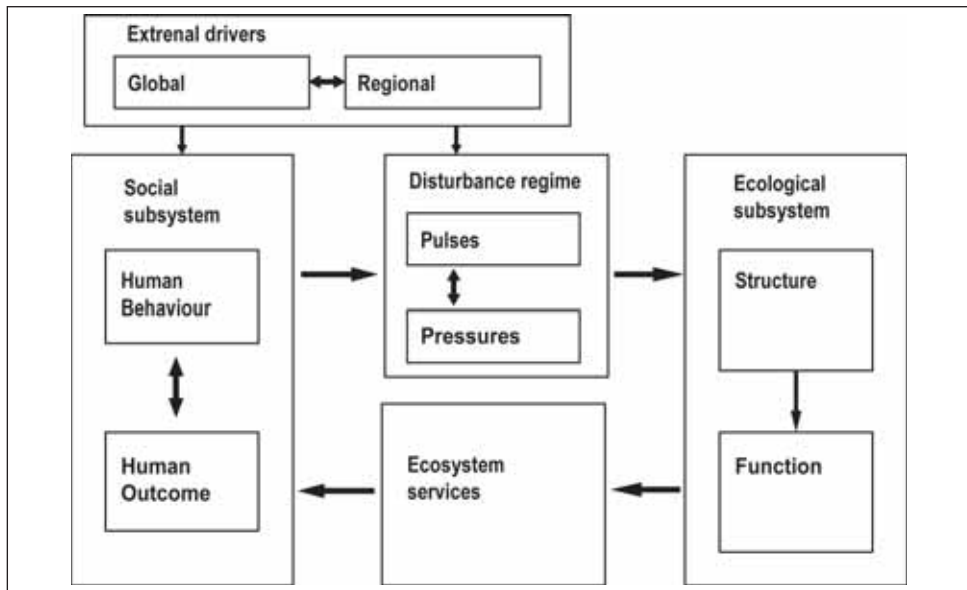 Extrenal drivers
Global
Regional
Social
subsystem
Human
Behaviour
Human
Outcome
Disturbance regime
Pulses
Pressures
Ecosystem
services
Ecological
subsystem
Structure
Function